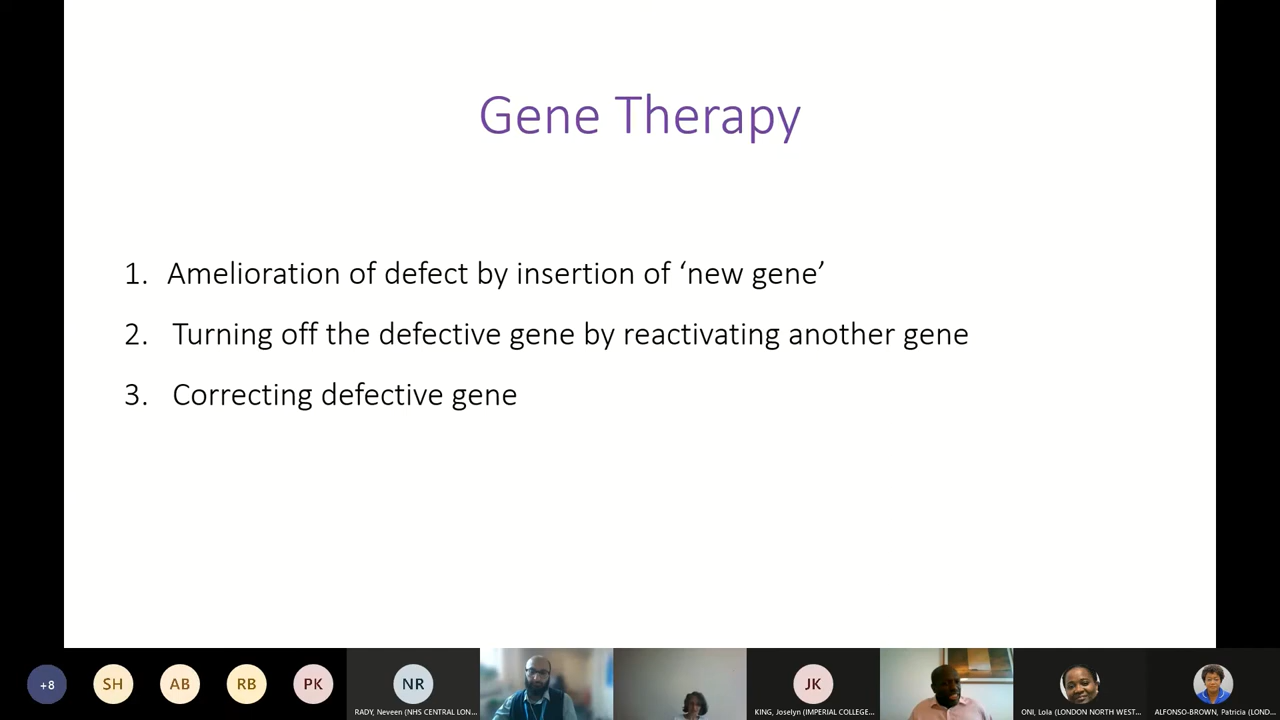 Gene Therapy
1. Amelioration of defect by insertion of ‘new gene’
2. Turning off the defective gene by reactivating another gene
3. Correcting defective gene
+8
SH
AB
RB
PK
NR
JK
RADY, Neveen (NHS CENTRAL LON...
KING, Joselyn (IMPERIAL COLLEGE...
ONI, Lola (LONDON NORTH WEST...
ALFONSO-BROWN, Patricia (LOND...